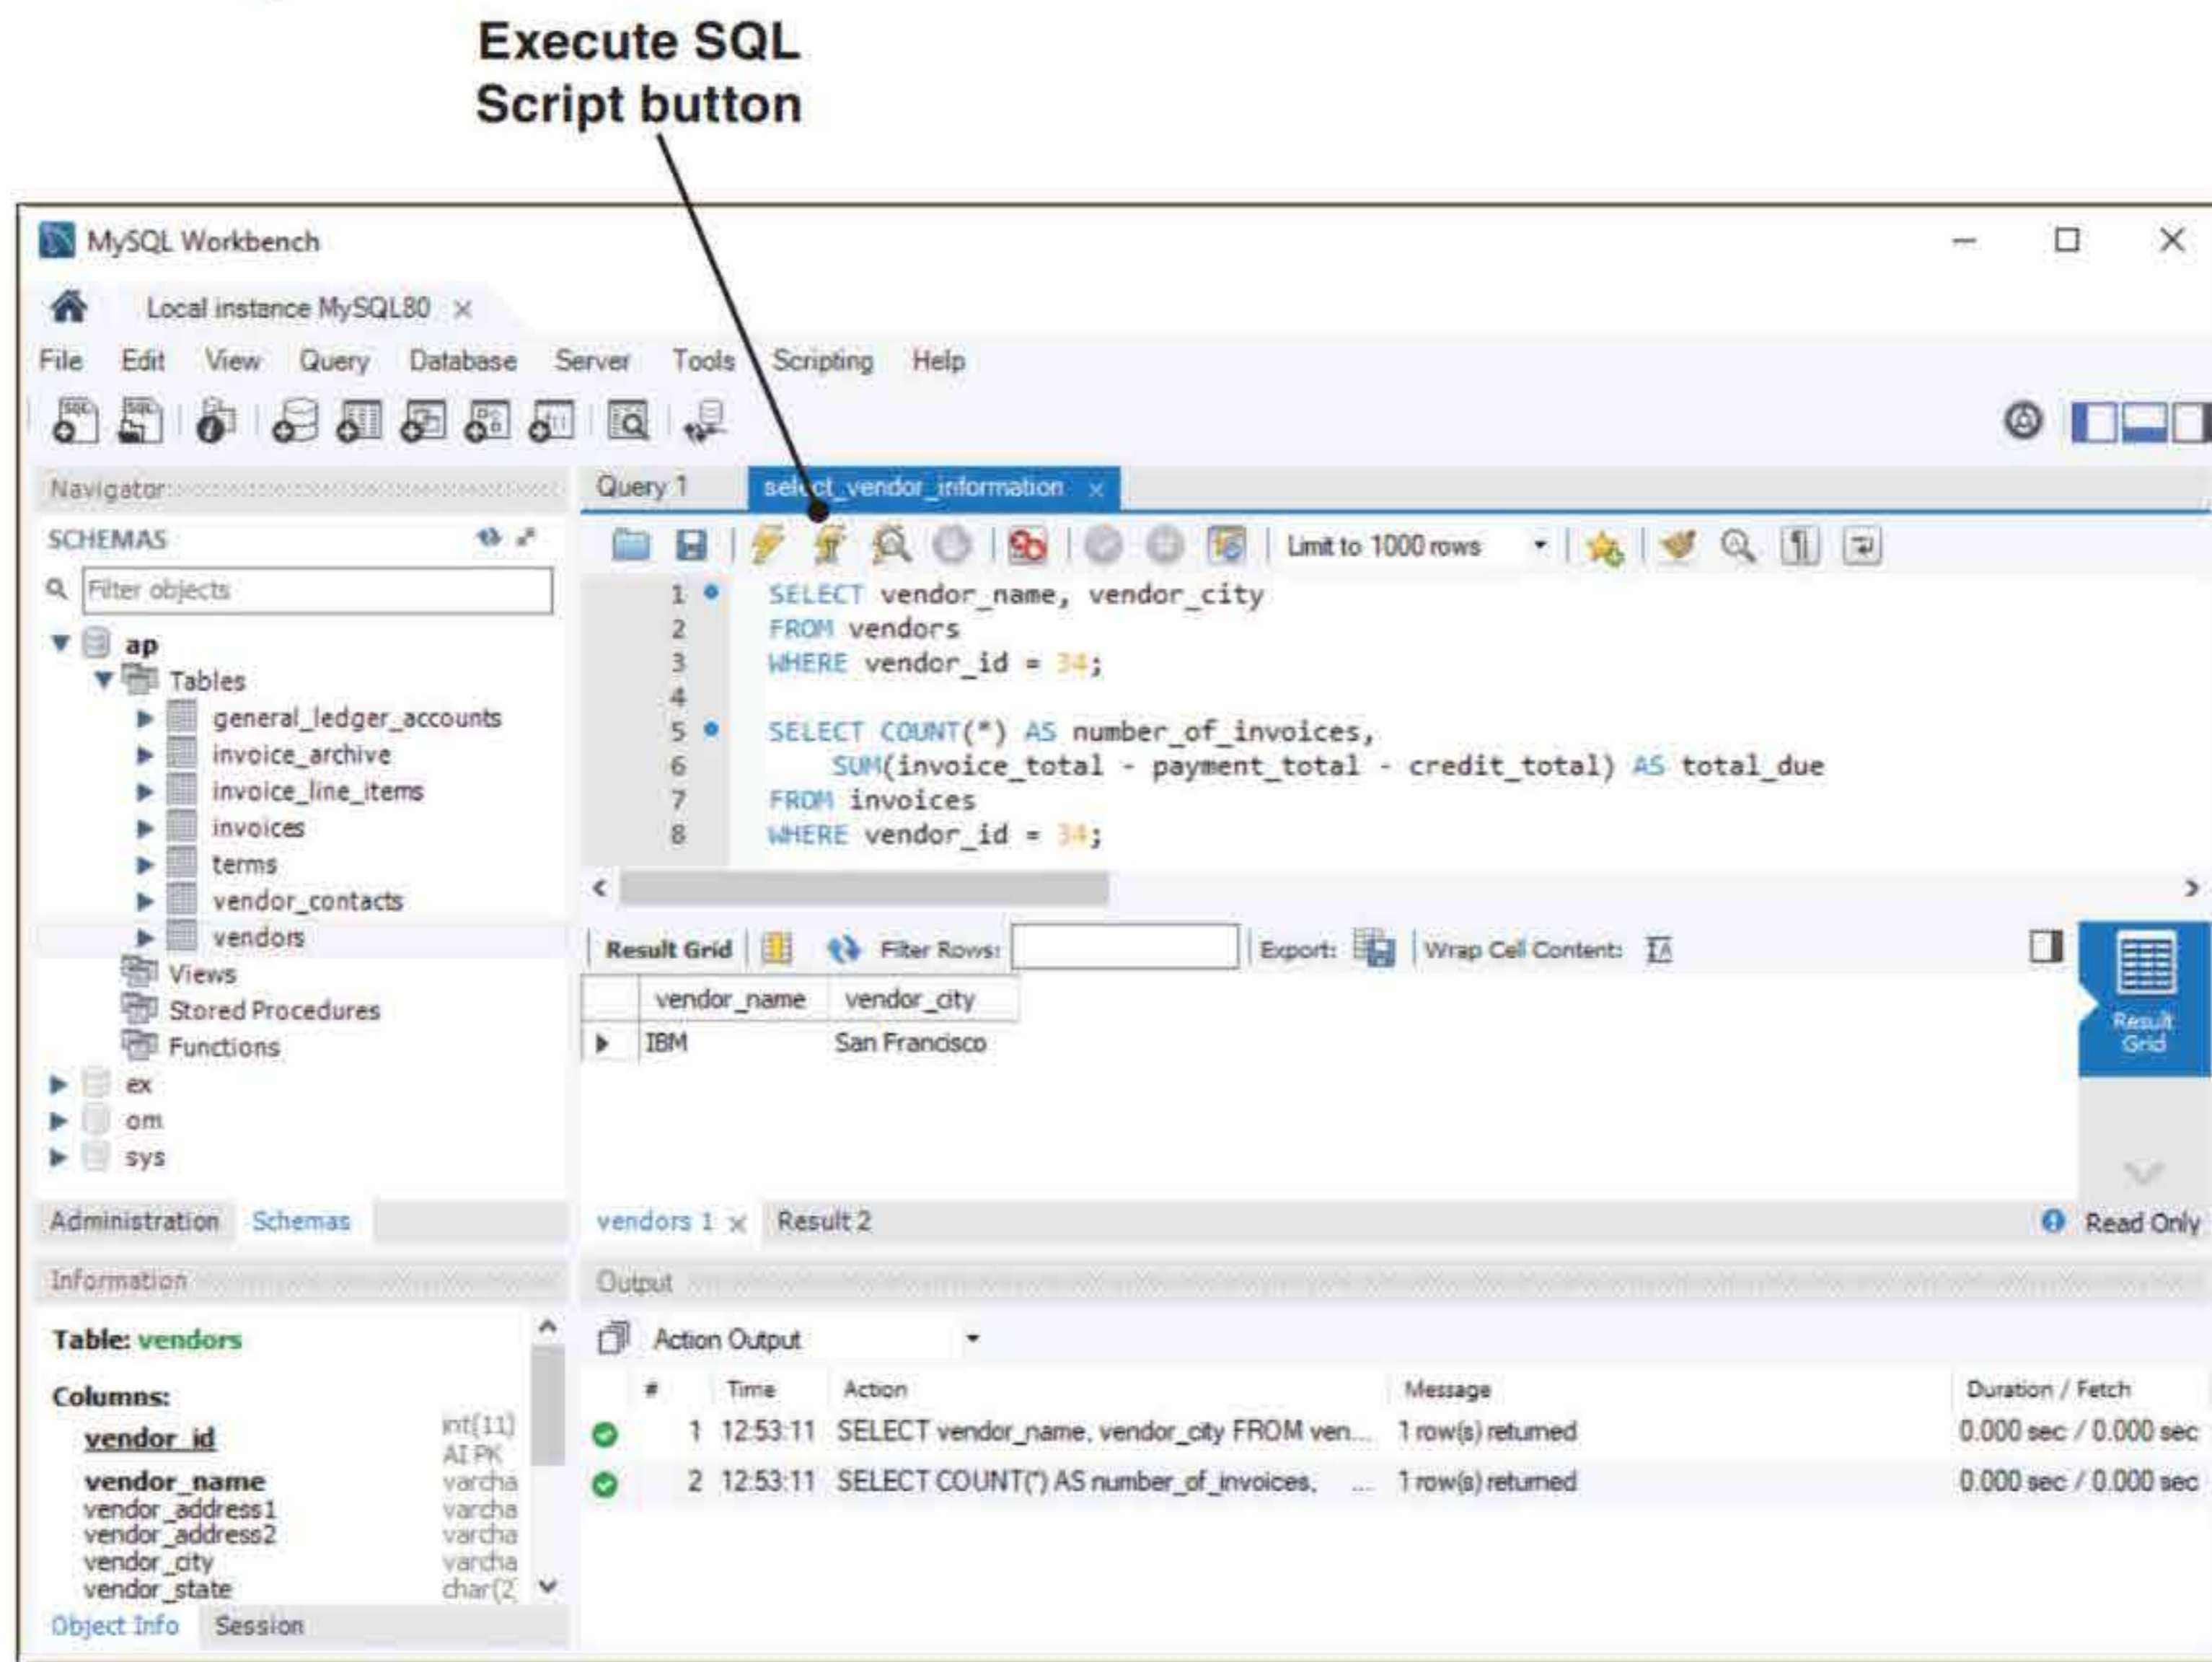 Execute SQL
Script button
MySQL Workbench
Local instance MySQL80
File Edit View Query Database Server Tools Scripting Help
Navigator
SCHEMAS
Filter objects
ap
Tables
general_ledger_accounts
invoice_archive
invoice_line_items
invoices
terms
vendor_contacts
vendors
Views
Stored Procedures
Functions
ex
om
sys
Administration Schemas
Information
Table: vendors
Columns:
vendor_id int(11)
AI PK
vendor_name varcha
vendor_address1 varcha
vendor_address2 varcha
vendor_city varcha
vendor_state char(2
Object Info Session
Query 1 select_vendor_information
Limit to 1000 rows
1 SELECT vendor_name, vendor_city
2 FROM vendors
3 WHERE vendor_id = 34;
4
5 SELECT COUNT(*) AS number_of_invoices,
6 SUM(invoice_total - payment_total - credit_total) AS total_due
7 FROM invoices
8 WHERE vendor_id = 34;
Result Grid Filter Rows: Export: Wrap Cell Content:
vendor_name vendor_city
IBM San Francisco
Result
Grid
vendors 1 Result 2 Read Only
Output
Action Output
# Time Action Message Duration / Fetch
1 12:53:11 SELECT vendor_name, vendor_city FROM ven... 1 row(s) returned 0.000 sec / 0.000 sec
2 12:53:11 SELECT COUNT(*) AS number_of_invoices, ... 1 row(s) returned 0.000 sec / 0.000 sec